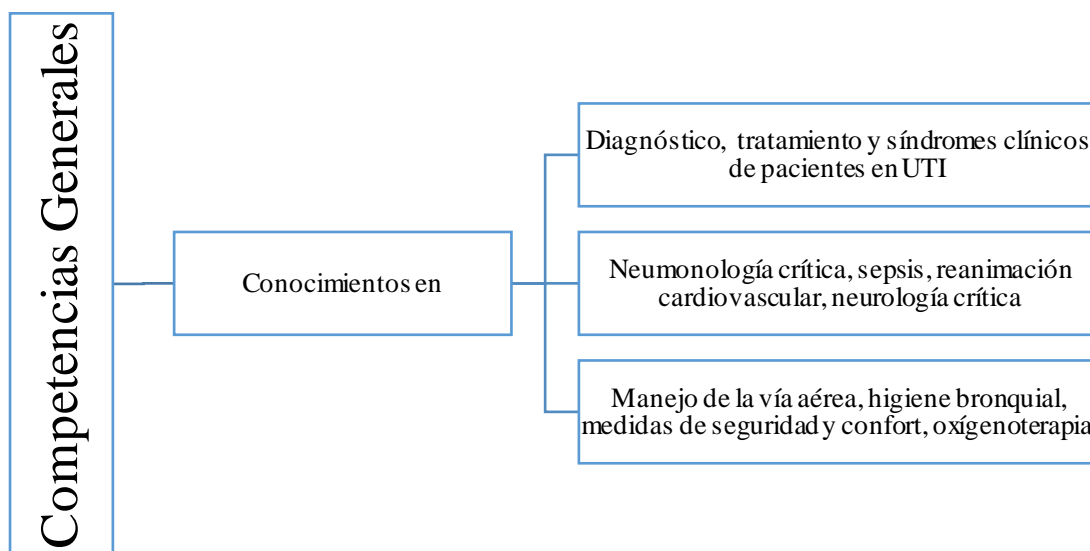 Competencias Generales
Conocimientos en
Diagnóstico, tratamiento y síndromes clínicos
de pacientes en UTI
Neumonología crítica, sepsis, reanimación
cardiovascular, neurología crítica
Manejo de la vía aérea, higiene bronquial,
medidas de seguridad y confort, oxígenoterapia